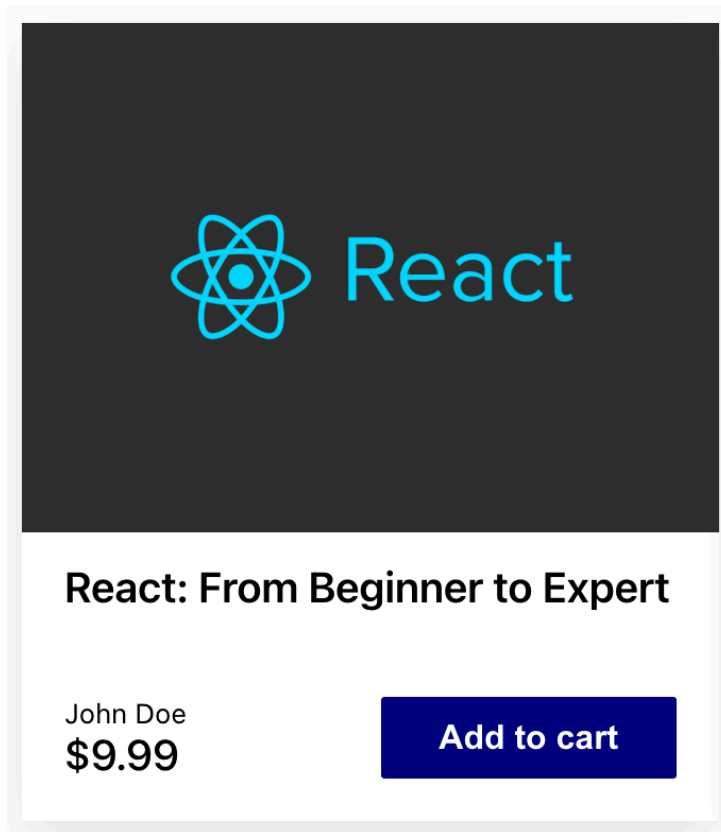 React
React: From Beginner to Expert
John Doe
$9.99
Add to cart